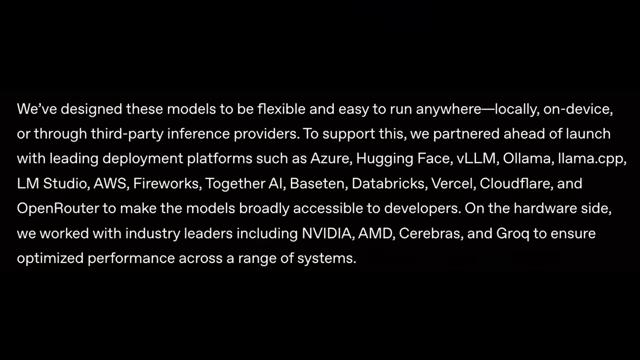 We've designed these models to be flexible and easy to run anywhere—locally, on-device,
or through third-party inference providers. To support this, we partnered ahead of launch
with leading deployment platforms such as Azure, Hugging Face, vLLM, Ollama, llama.cpp,
LM Studio, AWS, Fireworks, Together AI, Baseten, Databricks, Vercel, Cloudflare, and
OpenRouter to make the models broadly accessible to developers. On the hardware side,
we worked with industry leaders including NVIDIA, AMD, Cerebras, and Groq to ensure
optimized performance across a range of systems.